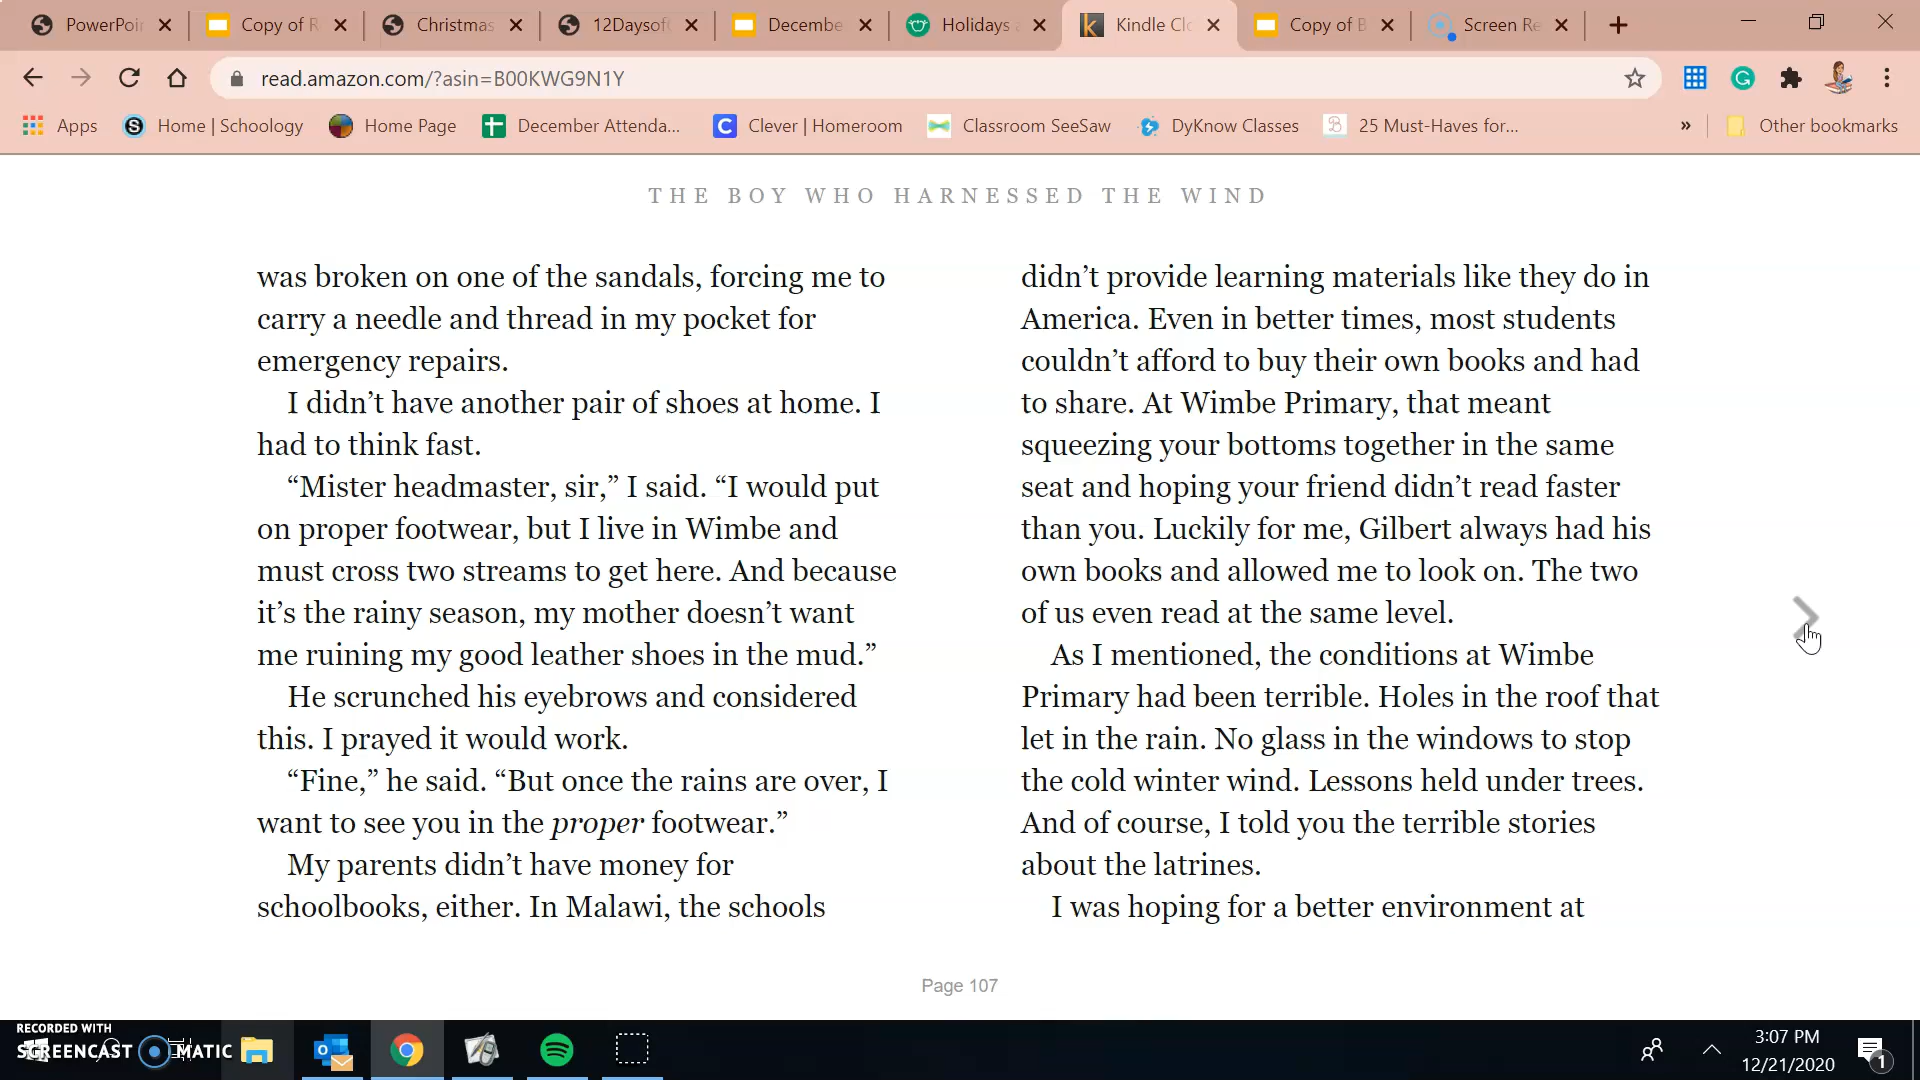 PowerPoi
Copy of R
Christmas
12Daysof
Decembe
Holidays a
Kindle Clo
Copy of B
Screen Re
read.amazon.com/?asin=B00KWG9N1Y
Apps
Home | Schoology
Home Page
December Attenda...
Clever | Homeroom
Classroom SeeSaw
DyKnow Classes
25 Must-Haves for...
»
Other bookmarks
THE BOY WHO HARNESSED THE WIND
was broken on one of the sandals, forcing me to
carry a needle and thread in my pocket for
emergency repairs.
I didn’t have another pair of shoes at home. I
had to think fast.
“Mister headmaster, sir,” I said. “I would put
on proper footwear, but I live in Wimbe and
must cross two streams to get here. And because
it’s the rainy season, my mother doesn’t want
me ruining my good leather shoes in the mud.”
He scrunched his eyebrows and considered
this. I prayed it would work.
“Fine,” he said. “But once the rains are over, I
want to see you in the proper footwear.”
My parents didn’t have money for
schoolbooks, either. In Malawi, the schools
didn’t provide learning materials like they do in
America. Even in better times, most students
couldn’t afford to buy their own books and had
to share. At Wimbe Primary, that meant
squeezing your bottoms together in the same
seat and hoping your friend didn’t read faster
than you. Luckily for me, Gilbert always had his
own books and allowed me to look on. The two
of us even read at the same level.
As I mentioned, the conditions at Wimbe
Primary had been terrible. Holes in the roof that
let in the rain. No glass in the windows to stop
the cold winter wind. Lessons held under trees.
And of course, I told you the terrible stories
about the latrines.
I was hoping for a better environment at
Page 107
RECORDED WITH
SCREENCAST MATIC
3:07 PM
12/21/2020
1